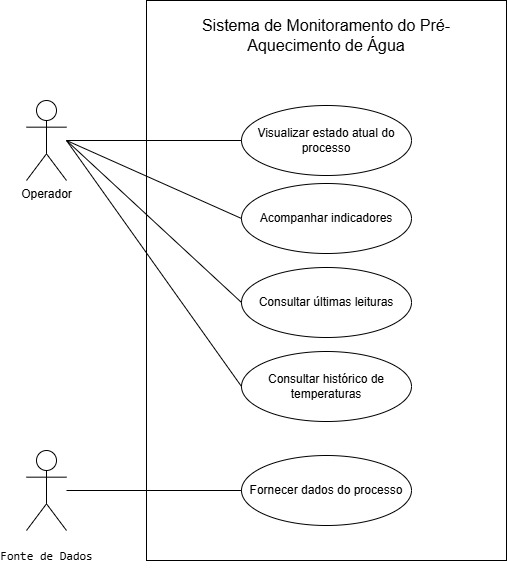 Sistema de Monitoramento do Pré-
Aquecimento de Água
Visualizar estado atual do
processo
Operador
Acompanhar indicadores
Consultar últimas leituras
Consultar histórico de
temperaturas
Fornecer dados do processo
Fonte de Dados